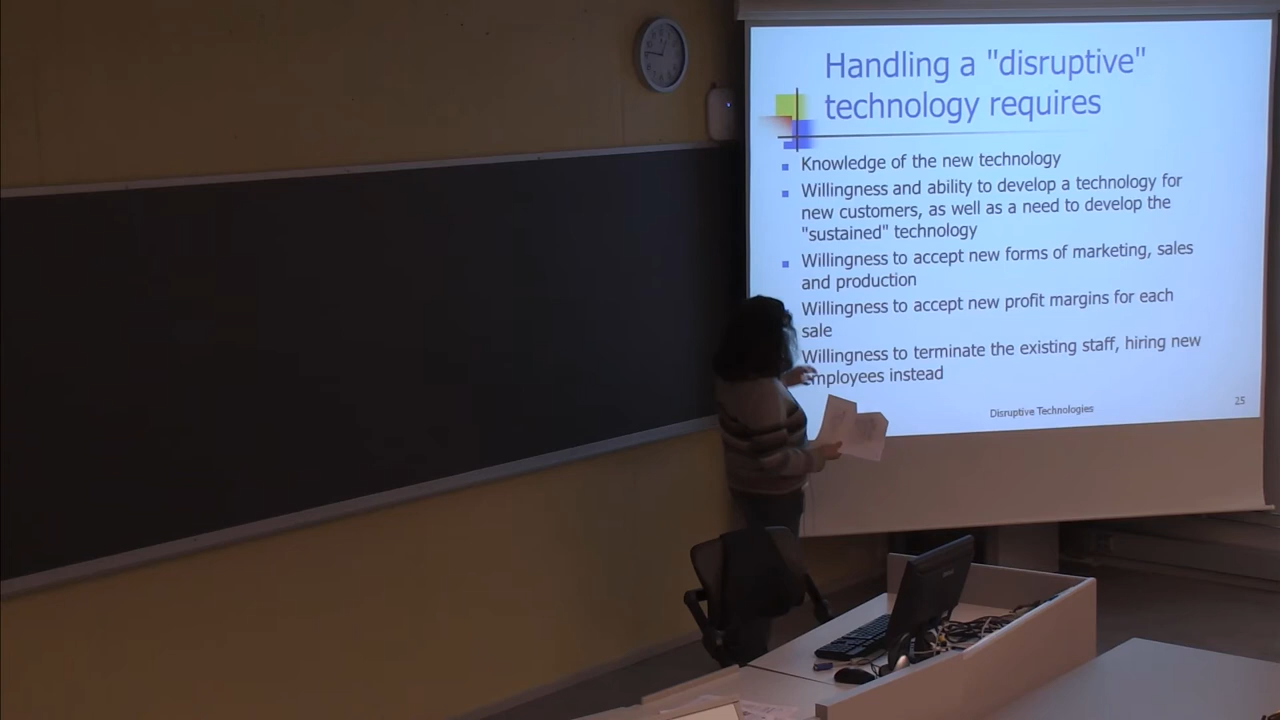 Handling a "disruptive"
technology requires
Knowledge of the new technology
Willingness and ability to develop a technology for
new customers, as well as a need to develop the
"sustained" technology
Willingness to accept new forms of marketing, sales
and production
Willingness to accept new profit margins for each
sale
Willingness to terminate the existing staff, hiring new
employees instead
Disruptive Technologies
25